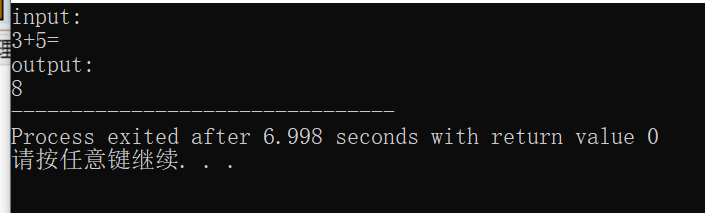 input:
3+5=
output:
8
--------------------------------
Process exited after 6.998 seconds with return value 0
请按任意键继续. . .